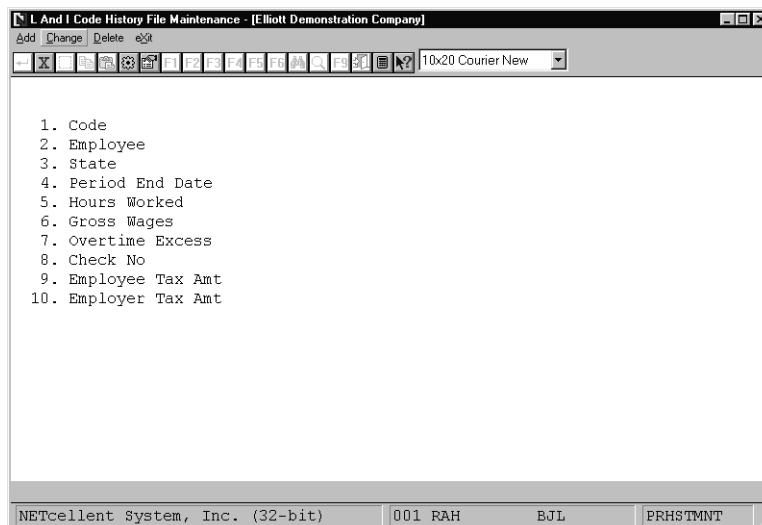 L And I Code History File Maintenance - [Elliott Demonstration Company]
Add Change Delete eXit
X F1 F2 F3 F4 F5 F6 F9 10x20 Courier New
1. Code
2. Employee
3. State
4. Period End Date
5. Hours Worked
6. Gross Wages
7. Overtime Excess
8. Check No
9. Employee Tax Amt
10. Employer Tax Amt
NETcellent System, Inc. (32-bit) 001 RAH BJL PRHSTMNT